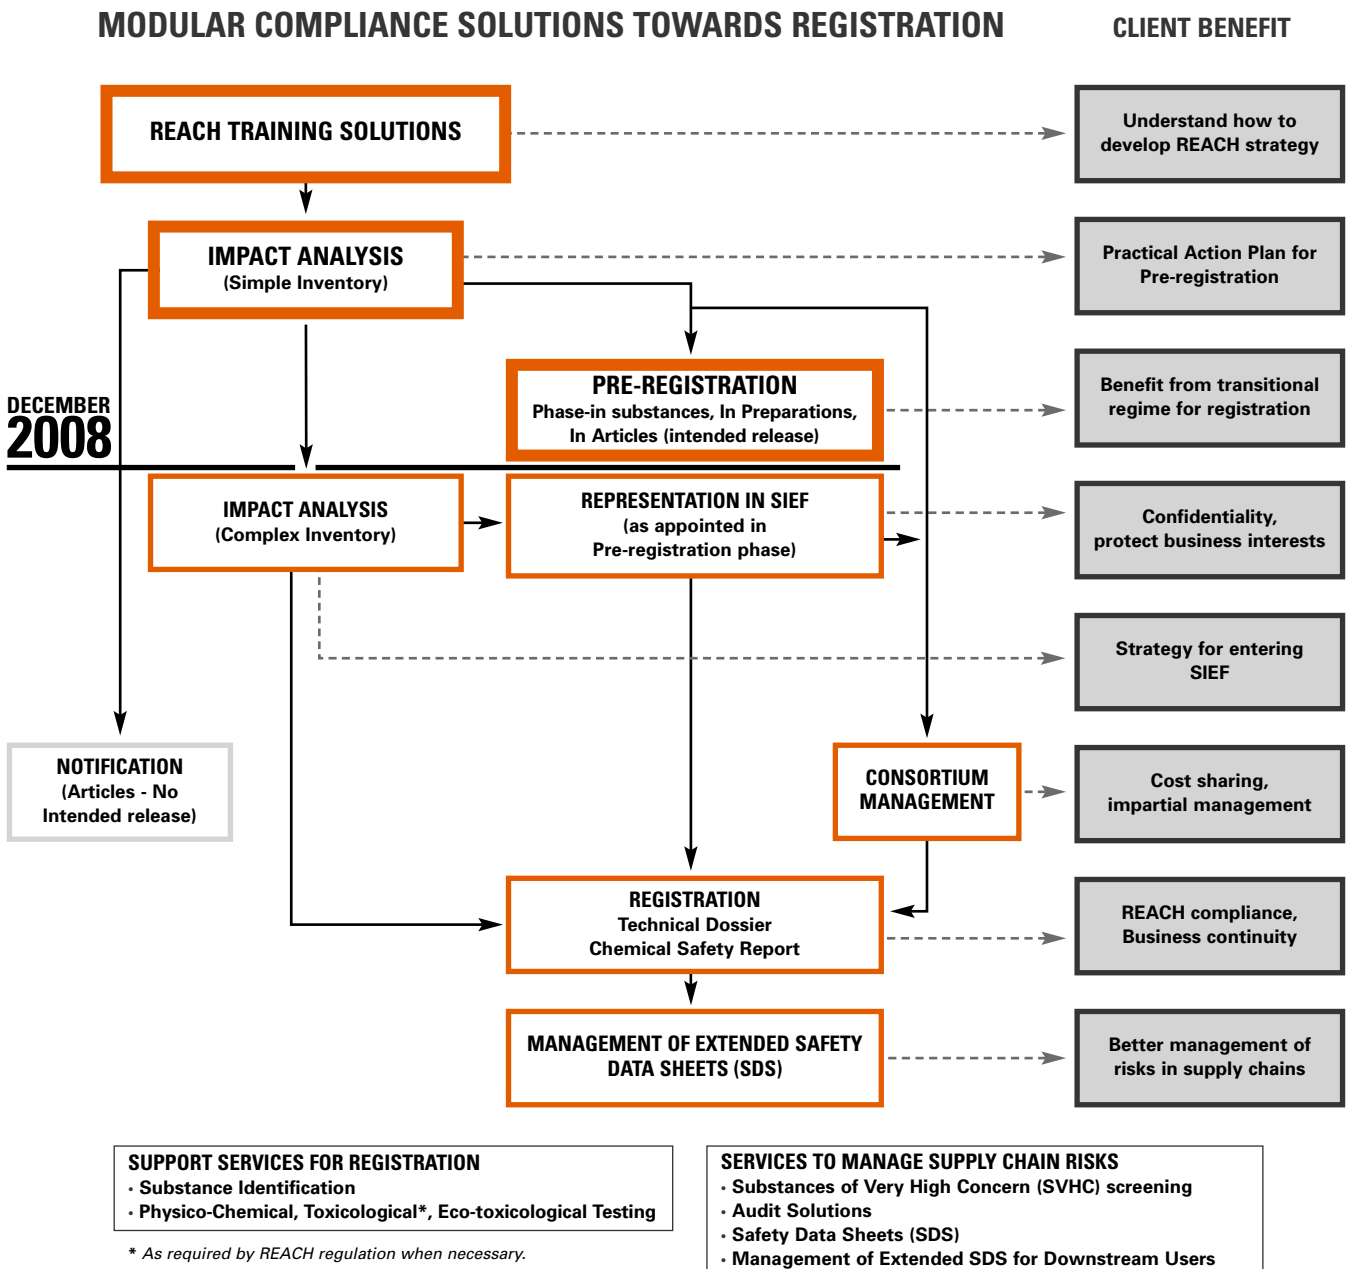 MODULAR COMPLIANCE SOLUTIONS TOWARDS REGISTRATION
CLIENT BENEFIT
REACH TRAINING SOLUTIONS
Understand how to
develop REACH strategy
IMPACT ANALYSIS
(Simple Inventory)
Practical Action Plan for
Pre-registration
PRE-REGISTRATION
Phase-in substances, In Preparations,
In Articles (intended release)
Benefit from transitional
regime for registration
DECEMBER
2008
IMPACT ANALYSIS
(Complex Inventory)
REPRESENTATION IN SIEF
(as appointed in
Pre-registration phase)
Confidentiality,
protect business interests
Strategy for entering
SIEF
NOTIFICATION
(Articles - No
Intended release)
CONSORTIUM
MANAGEMENT
Cost sharing,
impartial management
REGISTRATION
Technical Dossier
Chemical Safety Report
REACH compliance,
Business continuity
MANAGEMENT OF EXTENDED SAFETY
DATA SHEETS (SDS)
Better management of
risks in supply chains
SUPPORT SERVICES FOR REGISTRATION
• Substance Identification
• Physico-Chemical, Toxicological*, Eco-toxicological Testing
* As required by REACH regulation when necessary.
SERVICES TO MANAGE SUPPLY CHAIN RISKS
• Substances of Very High Concern (SVHC) screening
• Audit Solutions
• Safety Data Sheets (SDS)
• Management of Extended SDS for Downstream Users